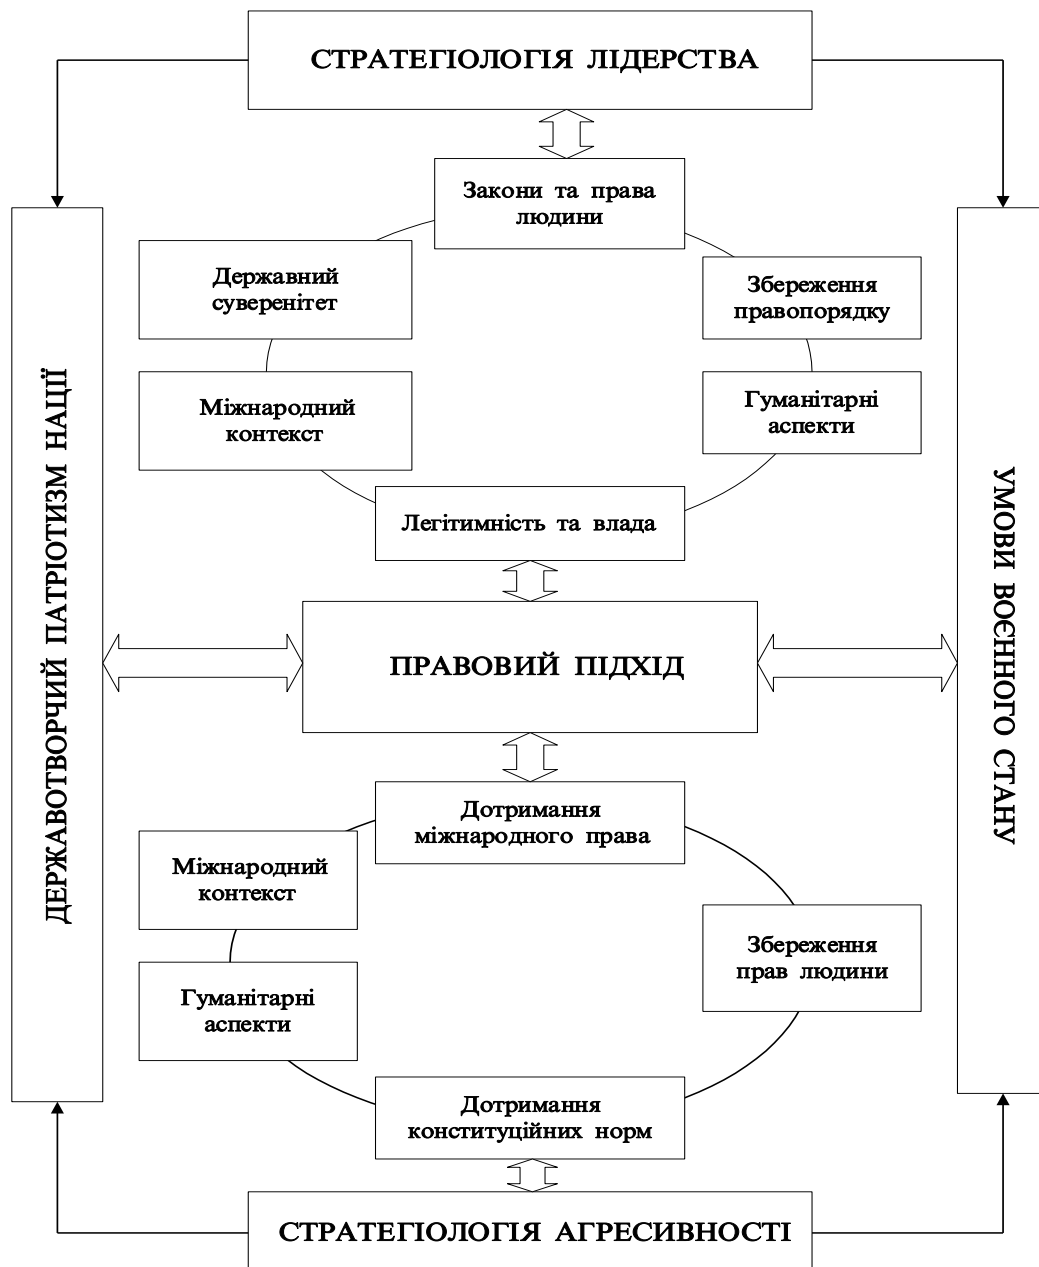 СТРАТЕГІОЛОГІЯ ЛІДЕРСТВА
Закони та права
людини
Державний
суверенітет
Збереження
правопорядку
Міжнародний
контекст
Гуманітарні
аспекти
Легітимність та влада
ДЕРЖАВОТВОРЧИЙ ПАТРІОТИЗМ НАЦІЇ
ПРАВОВИЙ ПІДХІД
УМОВИ ВОЄННОГО СТАНУ
Дотримання
міжнародного права
Міжнародний
контекст
Збереження
прав людини
Гуманітарні
аспекти
Дотримання
конституційних норм
СТРАТЕГІОЛОГІЯ АГРЕСИВНОСТІ